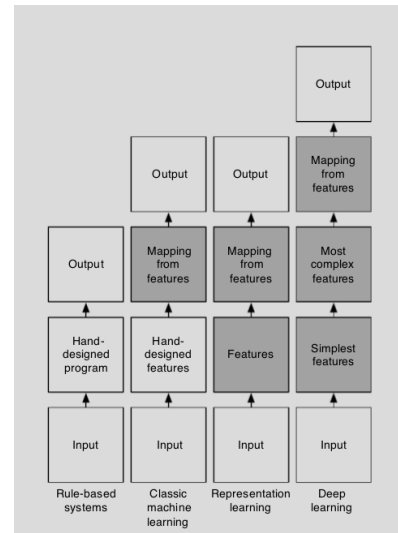 Output
Output
Output
Mapping
from
features
Output
Mapping
from
features
Mapping
from
features
Most
complex
features
Hand-
designed
program
Hand-
designed
features
Features
Simplest
features
Input
Input
Input
Input
Rule-based
systems
Classic
machine
learning
Representation
learning
Deep
learning